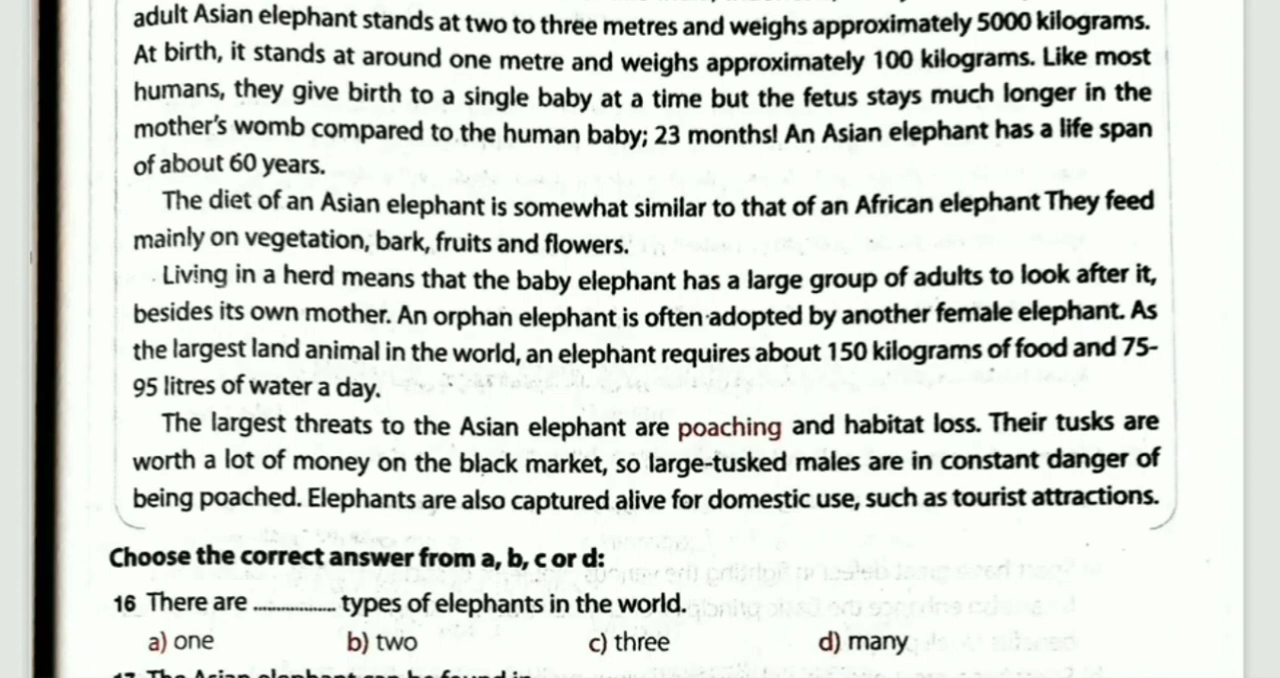 adult Asian elephant stands at two to three metres and weighs approximately 5000 kilograms.
At birth, it stands at around one metre and weighs approximately 100 kilograms. Like most
humans, they give birth to a single baby at a time but the fetus stays much longer in the
mother's womb compared to the human baby; 23 months! An Asian elephant has a life span
of about 60 years.
The diet of an Asian elephant is somewhat similar to that of an African elephant They feed
mainly on vegetation, bark, fruits and flowers.
Living in a herd means that the baby elephant has a large group of adults to look after it,
besides its own mother. An orphan elephant is often adopted by another female elephant. As
the largest land animal in the world, an elephant requires about 150 kilograms of food and 75-
95 litres of water a day.
The largest threats to the Asian elephant are poaching and habitat loss. Their tusks are
worth a lot of money on the black market, so large-tusked males are in constant danger of
being poached. Elephants are also captured alive for domestic use, such as tourist attractions.
Choose the correct answer from a, b, c or d:
16 There are ................ types of elephants in the world.
a) one b) two c) three d) many
17 The Asian elephant can be found in